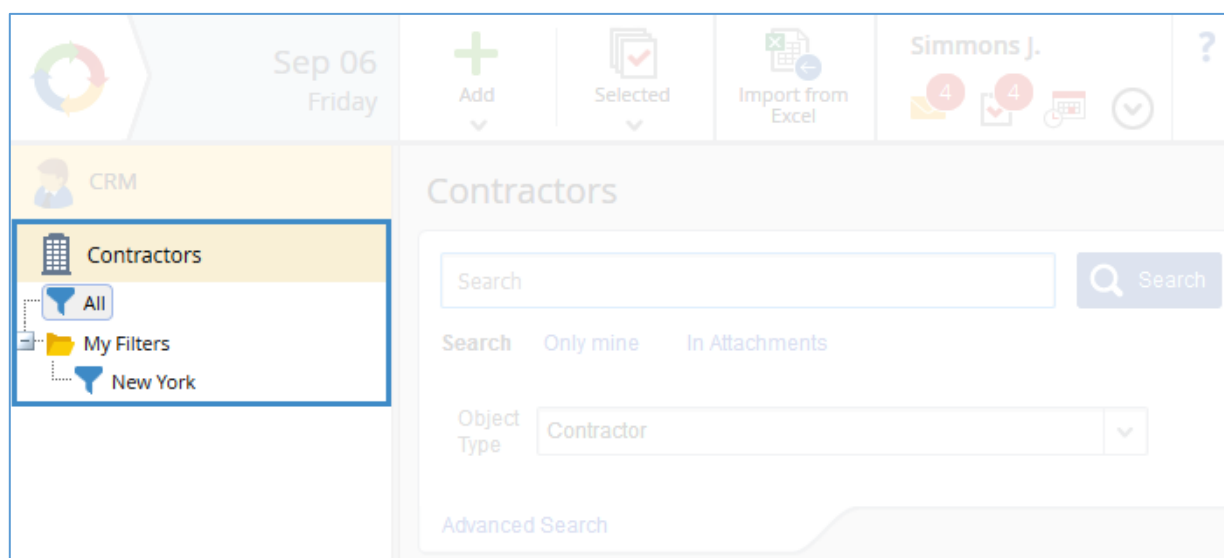 Sep 06
Friday
Add
Selected
Import from
Excel
Simmons J.
4
4
?
CRM
Contractors
All
My Filters
New York
Contractors
Search
Search
Search Only mine In Attachments
Object
Type
Contractor
Advanced Search